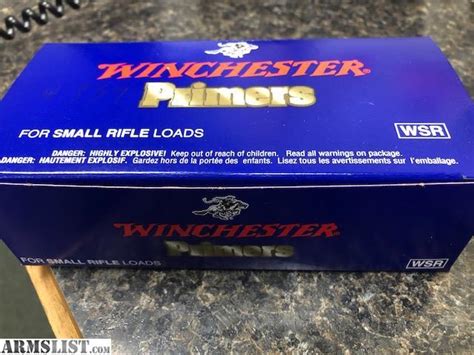 WINCHESTER
Primers
FOR SMALL RIFLE LOADS
WSR
DANGER: HIGHLY EXPLOSIVE! Keep out of reach of children. Read all warnings on package.
DANGER: HAUTEMENT EXPLOSIF. Gardez hors de la portée des enfants. Lisez tous les avertissements sur l'emballage.
WINCHESTER
Primers
FOR SMALL RIFLE LOADS
WSR
ARMSLIST.com